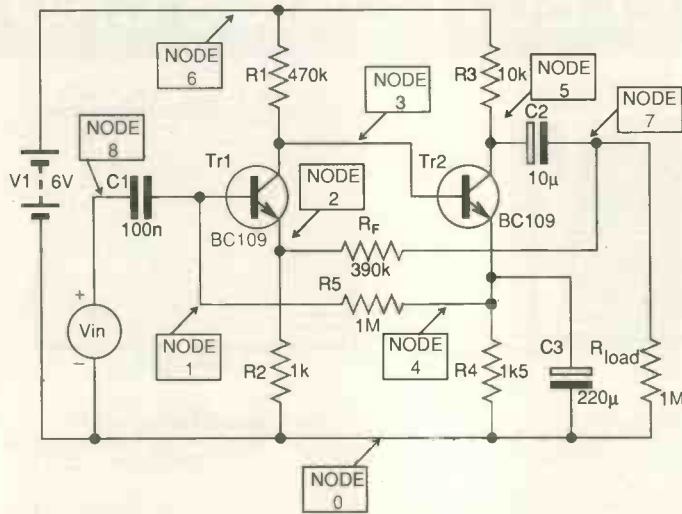 NODE
6
R1
470k
R3
10k
NODE
5
NODE
3
C2
NODE
7
NODE
8
V1
6V
C1
Tr1
Tr2
10µ
100n
NODE
2
BC109
RF
390k
BC109
+
Vin
−
R5
1M
NODE
1
NODE
4
C3
R2
1k
R4
1k5
220µ
Rload
1M
NODE
0